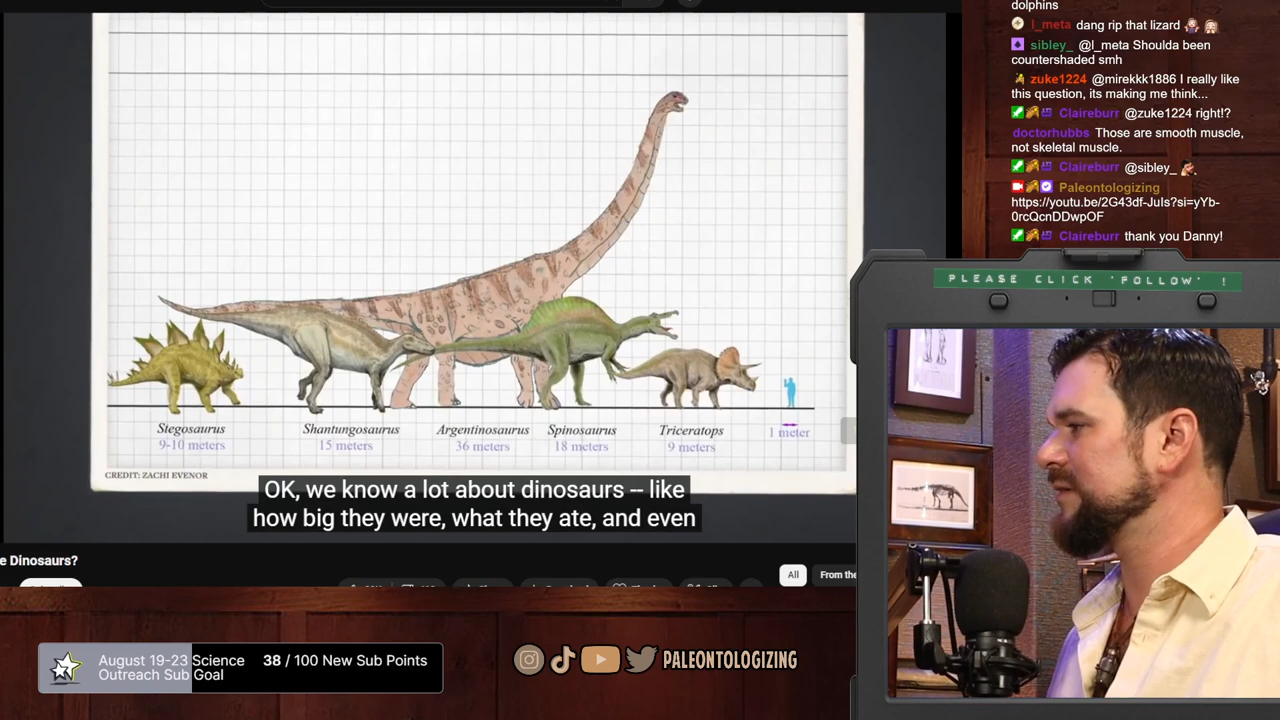 dolphins
l_meta dang rip that lizard
sibley_ @l_meta Shoulda been
countershaded smh
zuke1224 @mirekkk1886 I really like
this question, its making me think...
Claireburr @zuke1224 right!?
doctorhubbs Those are smooth muscle,
not skeletal muscle.
Claireburr @sibley_
Paleontologizing
https://youtu.be/2G43df-JuIs?si=yYb-
0rcQcnDDwpOF
Claireburr thank you Danny!
PLEASE CLICK 'FOLLOW' !
Stegosaurus
9-10 meters
Shantungosaurus
15 meters
Argentinosaurus
36 meters
Spinosaurus
18 meters
Triceratops
9 meters
1 meter
CREDIT: ZACHI EVENOR
OK, we know a lot about dinosaurs -- like
how big they were, what they ate, and even
e Dinosaurs?
All
From the
August 19-23 Science
Outreach Sub Goal
38 / 100 New Sub Points
PALEONTOLOGIZING